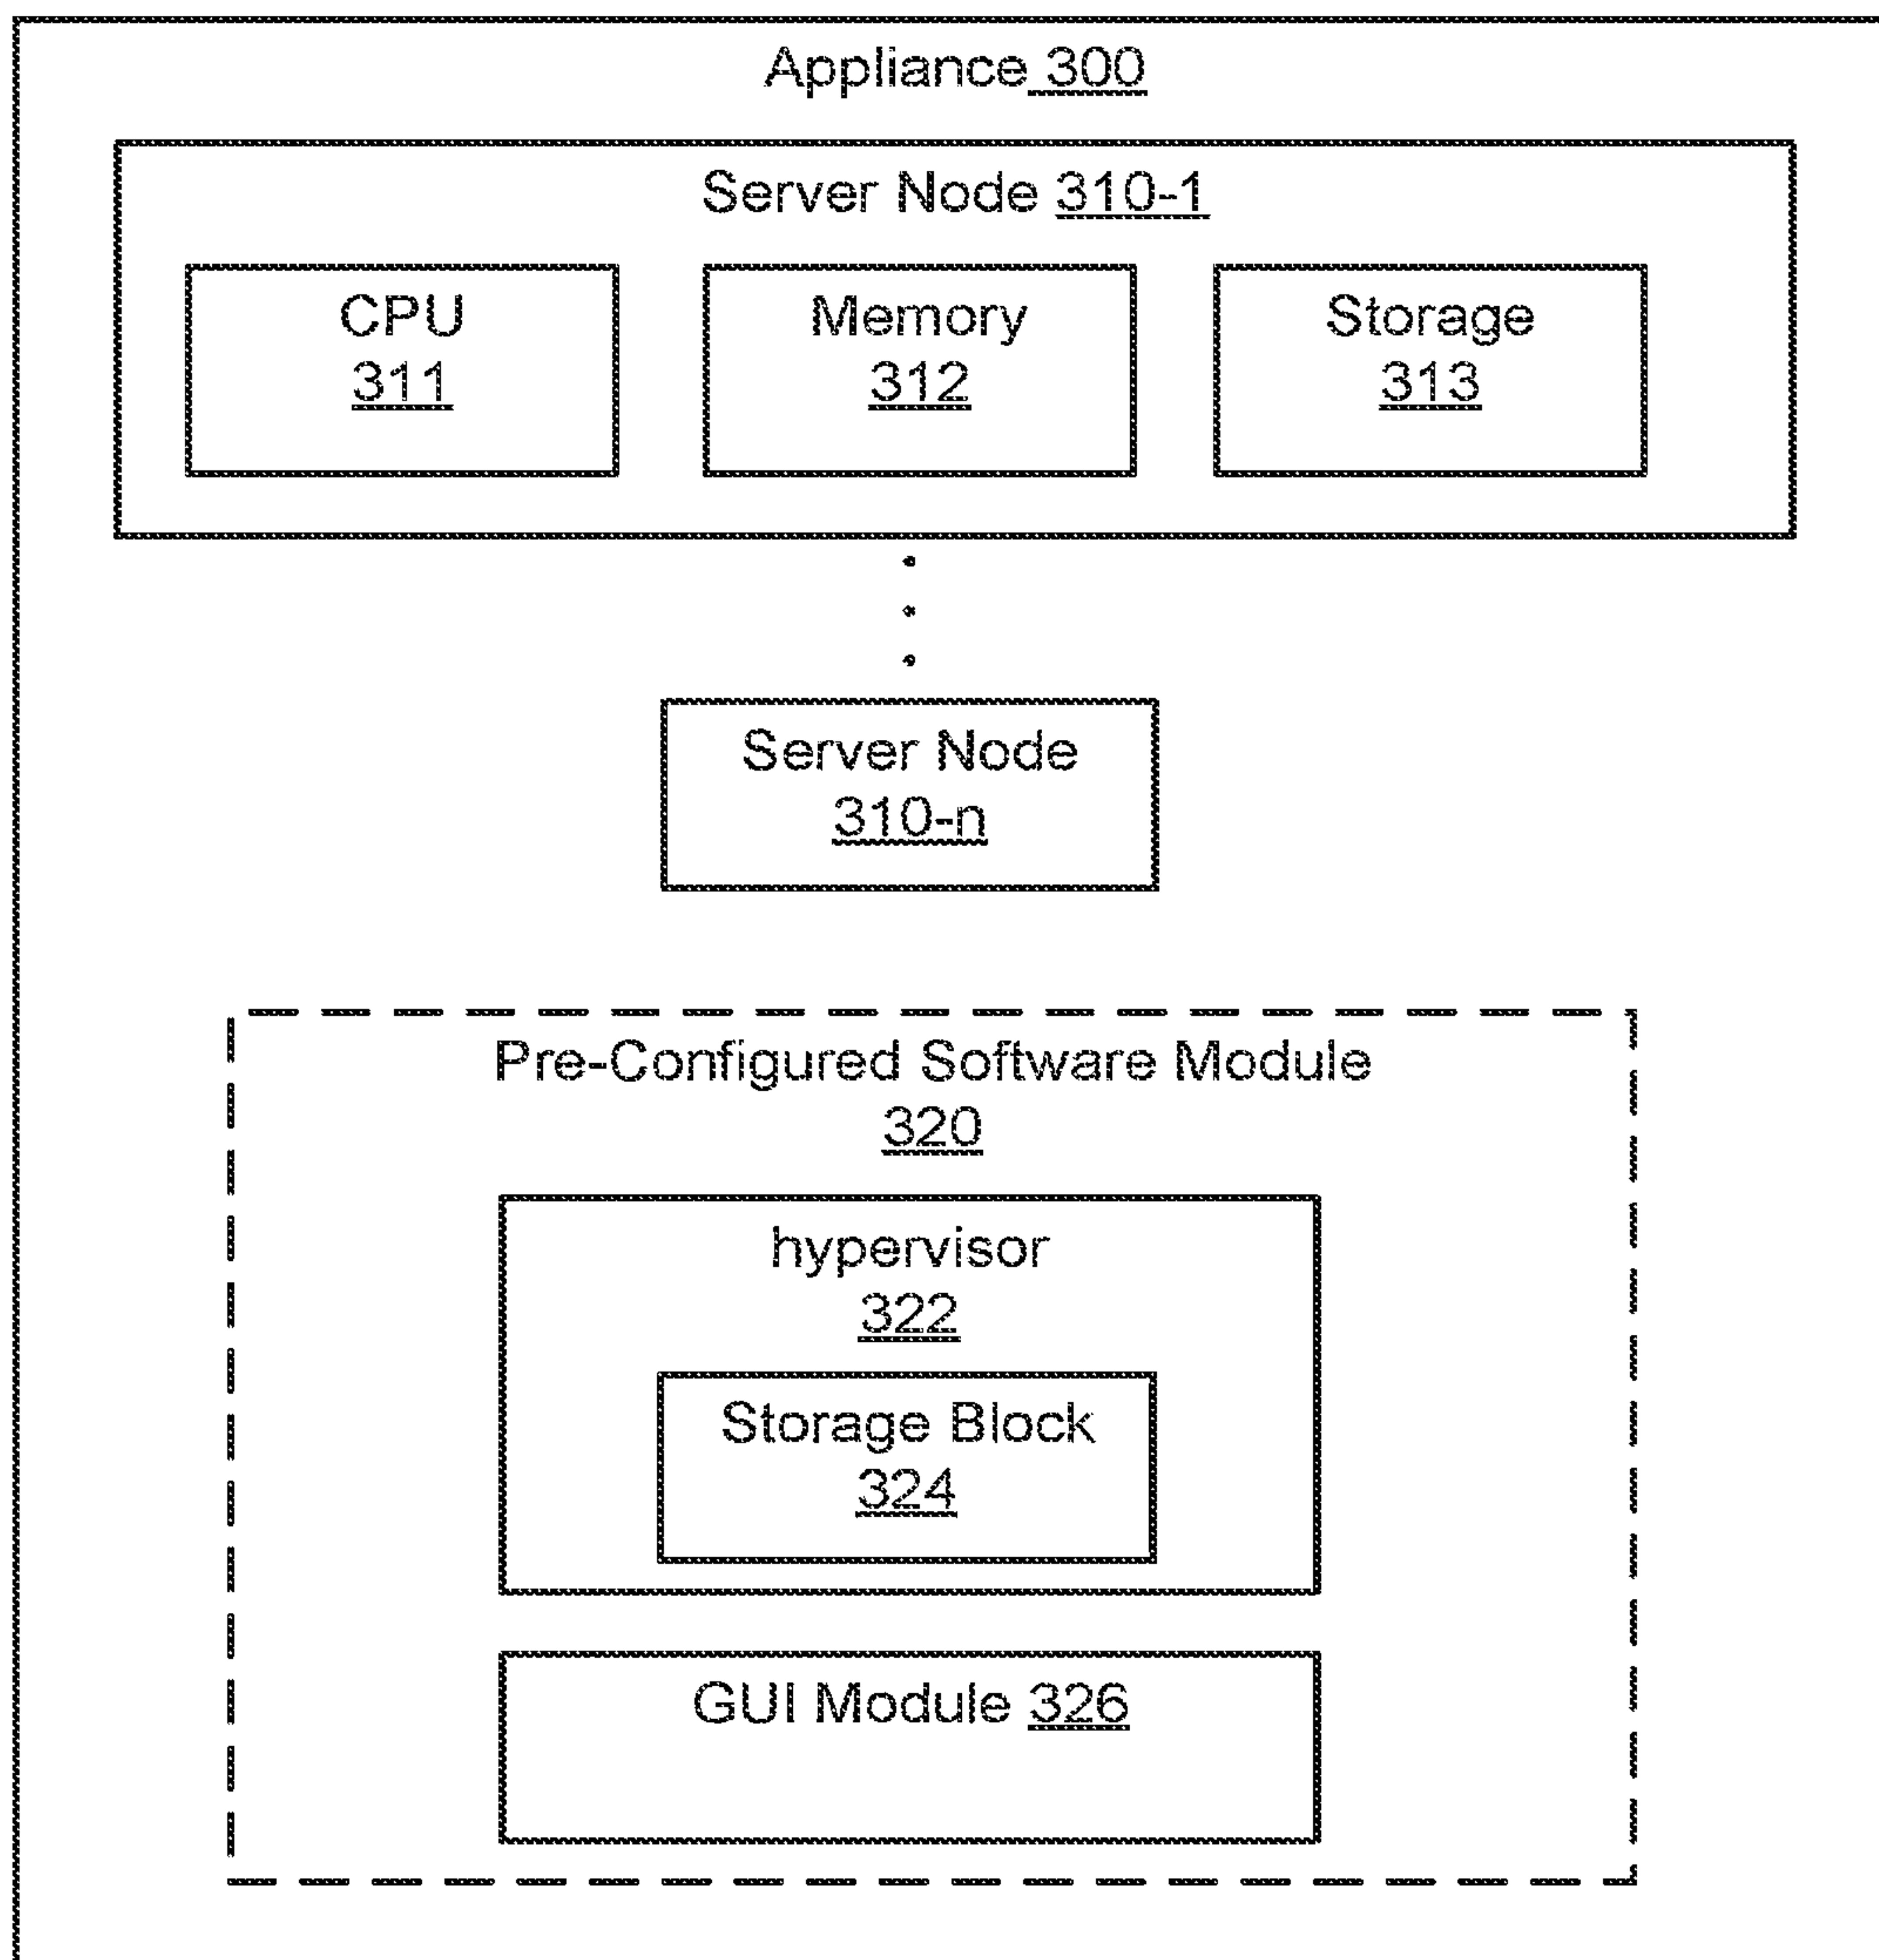 Appliance 300
Server Node 310-1
CPU
311
Memory
312
Storage
313
Server Node
310-n
Pre-Configured Software Module
320
hypervisor
322
Storage Block
324
GUI Module 326